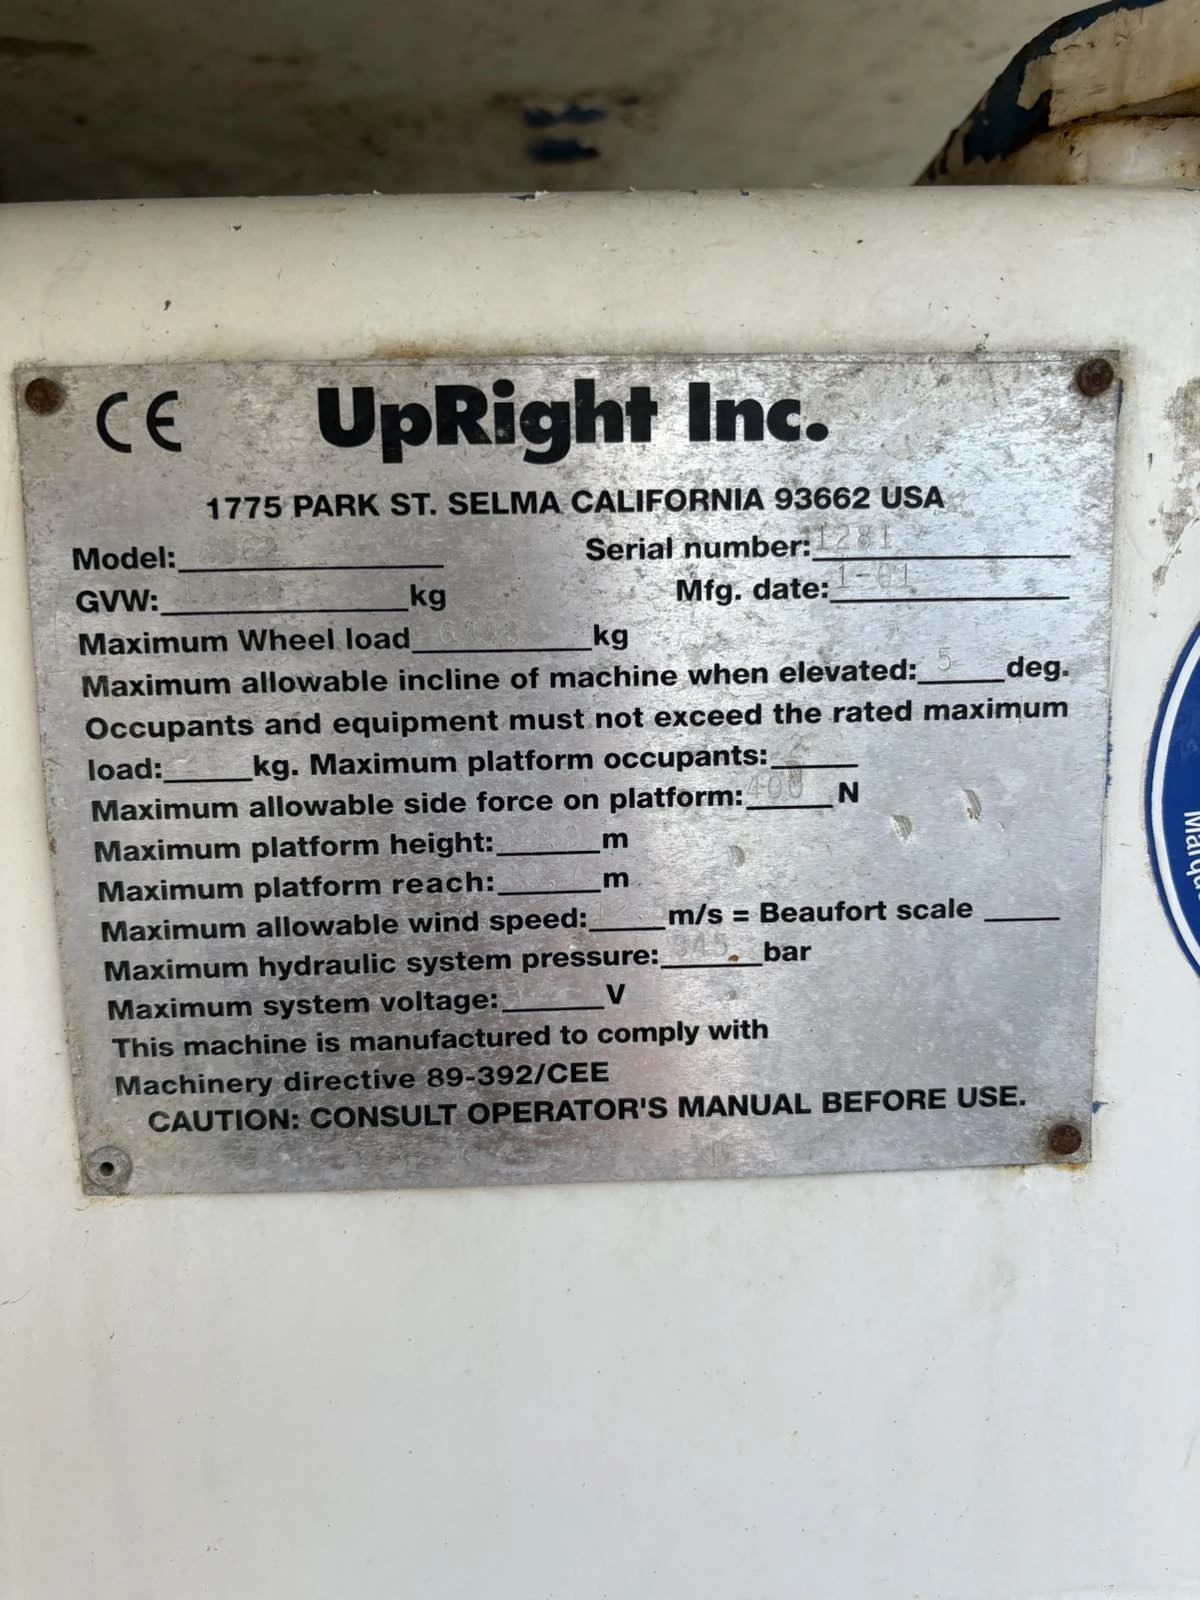 CE UpRight Inc.
1775 PARK ST. SELMA CALIFORNIA 93662 USA
Model: Serial number: 1281
GVW: kg Mfg. date: 1-01
Maximum Wheel load kg
Maximum allowable incline of machine when elevated: 5 deg.
Occupants and equipment must not exceed the rated maximum
load: kg. Maximum platform occupants: 2
Maximum allowable side force on platform: 400 N
Maximum platform height: m
Maximum platform reach: m
Maximum allowable wind speed: m/s = Beaufort scale
Maximum hydraulic system pressure: bar
Maximum system voltage: V
This machine is manufactured to comply with
Machinery directive 89-392/CEE
CAUTION: CONSULT OPERATOR'S MANUAL BEFORE USE.